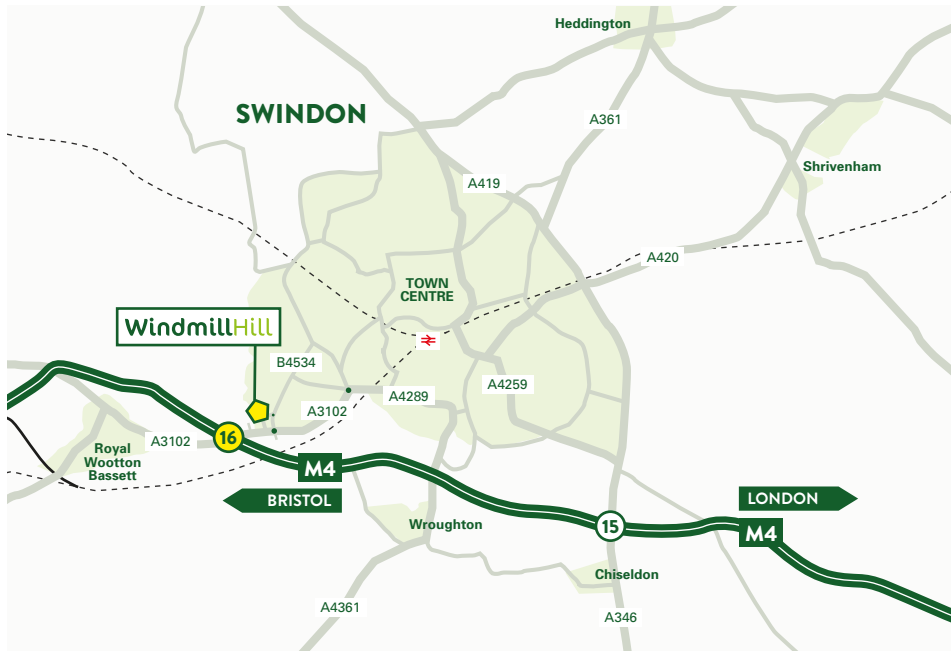 Heddington
SWINDON
A361
Shrivenham
A419
A420
TOWN
CENTRE
WindmillHill
B4534
A4259
A4289
A3102
A3102
16
Royal
Wootton
Bassett
M4
BRISTOL
LONDON
M4
15
Wroughton
Chiseldon
A4361
A346